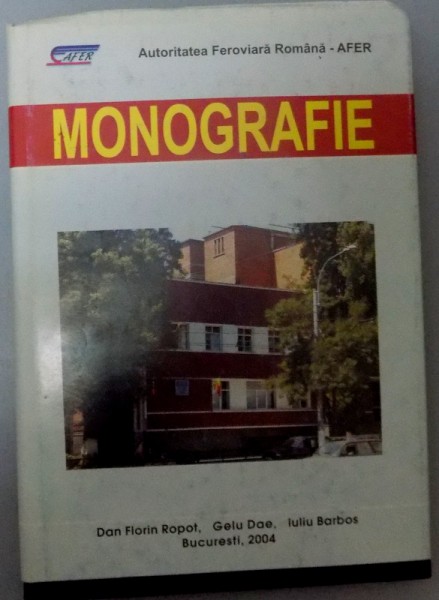 AFER
Autoritatea Feroviară Română - AFER
MONOGRAFIE
Dan Florin Ropot, Gelu Dae, Iuliu Barbos
Bucuresti, 2004